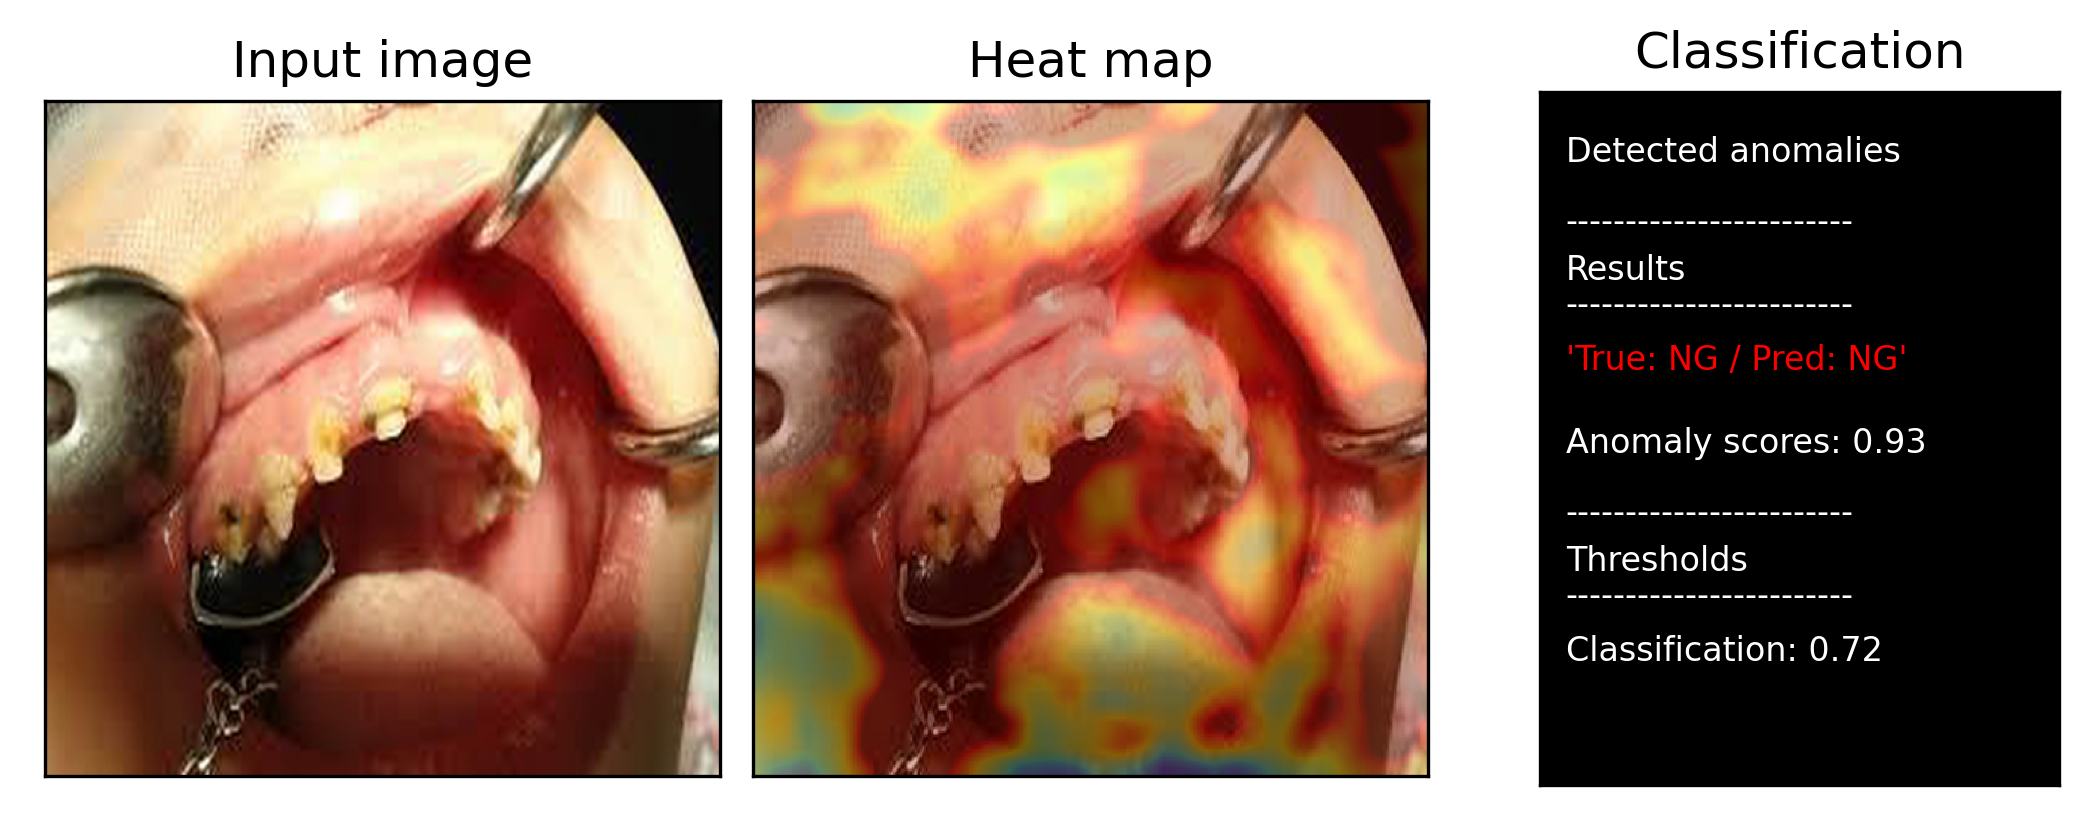 Input image
Heat map
Classification
Detected anomalies
------------------------
Results
------------------------
'True: NG / Pred: NG'
Anomaly scores: 0.93
------------------------
Thresholds
------------------------
Classification: 0.72